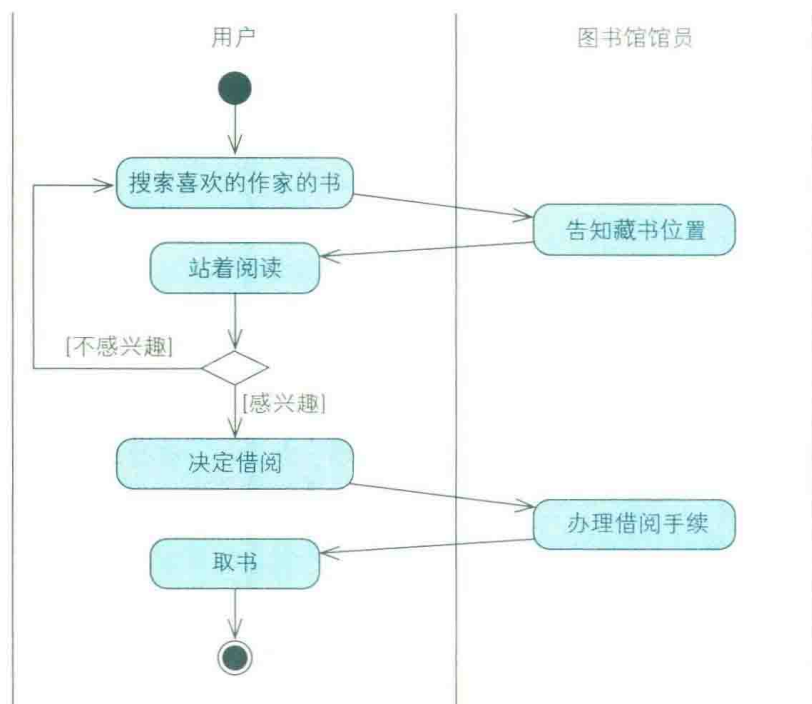 用户
图书馆馆员
搜索喜欢的作家的书
告知藏书位置
站着阅读
[不感兴趣]
[感兴趣]
决定借阅
办理借阅手续
取书